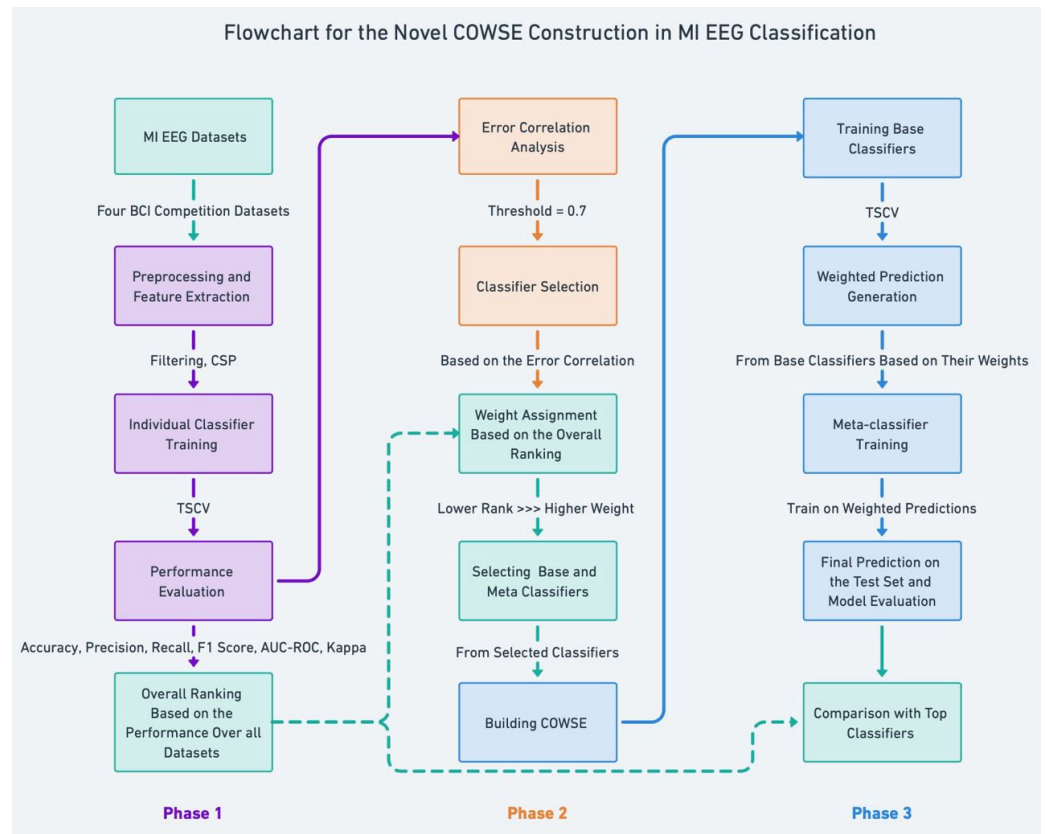 Flowchart for the Novel COWSE Construction in MI EEG Classification
MI EEG Datasets
Four BCI Competition Datasets
Preprocessing and
Feature Extraction
Filtering, CSP
Individual Classifier
Training
TSCV
Performance
Evaluation
Accuracy, Precision, Recall, F1 Score, AUC-ROC, Kappa
Overall Ranking
Based on the
Performance Over all
Datasets
Phase 1
Error Correlation
Analysis
Threshold = 0.7
Classifier Selection
Based on the Error Correlation
Weight Assignment
Based on the Overall
Ranking
Lower Rank >>> Higher Weight
Selecting Base and
Meta Classifiers
From Selected Classifiers
Building COWSE
Phase 2
Training Base
Classifiers
TSCV
Weighted Prediction
Generation
From Base Classifiers Based on Their Weights
Meta-classifier
Training
Train on Weighted Predictions
Final Prediction on
the Test Set and
Model Evaluation
Comparison with Top
Classifiers
Phase 3